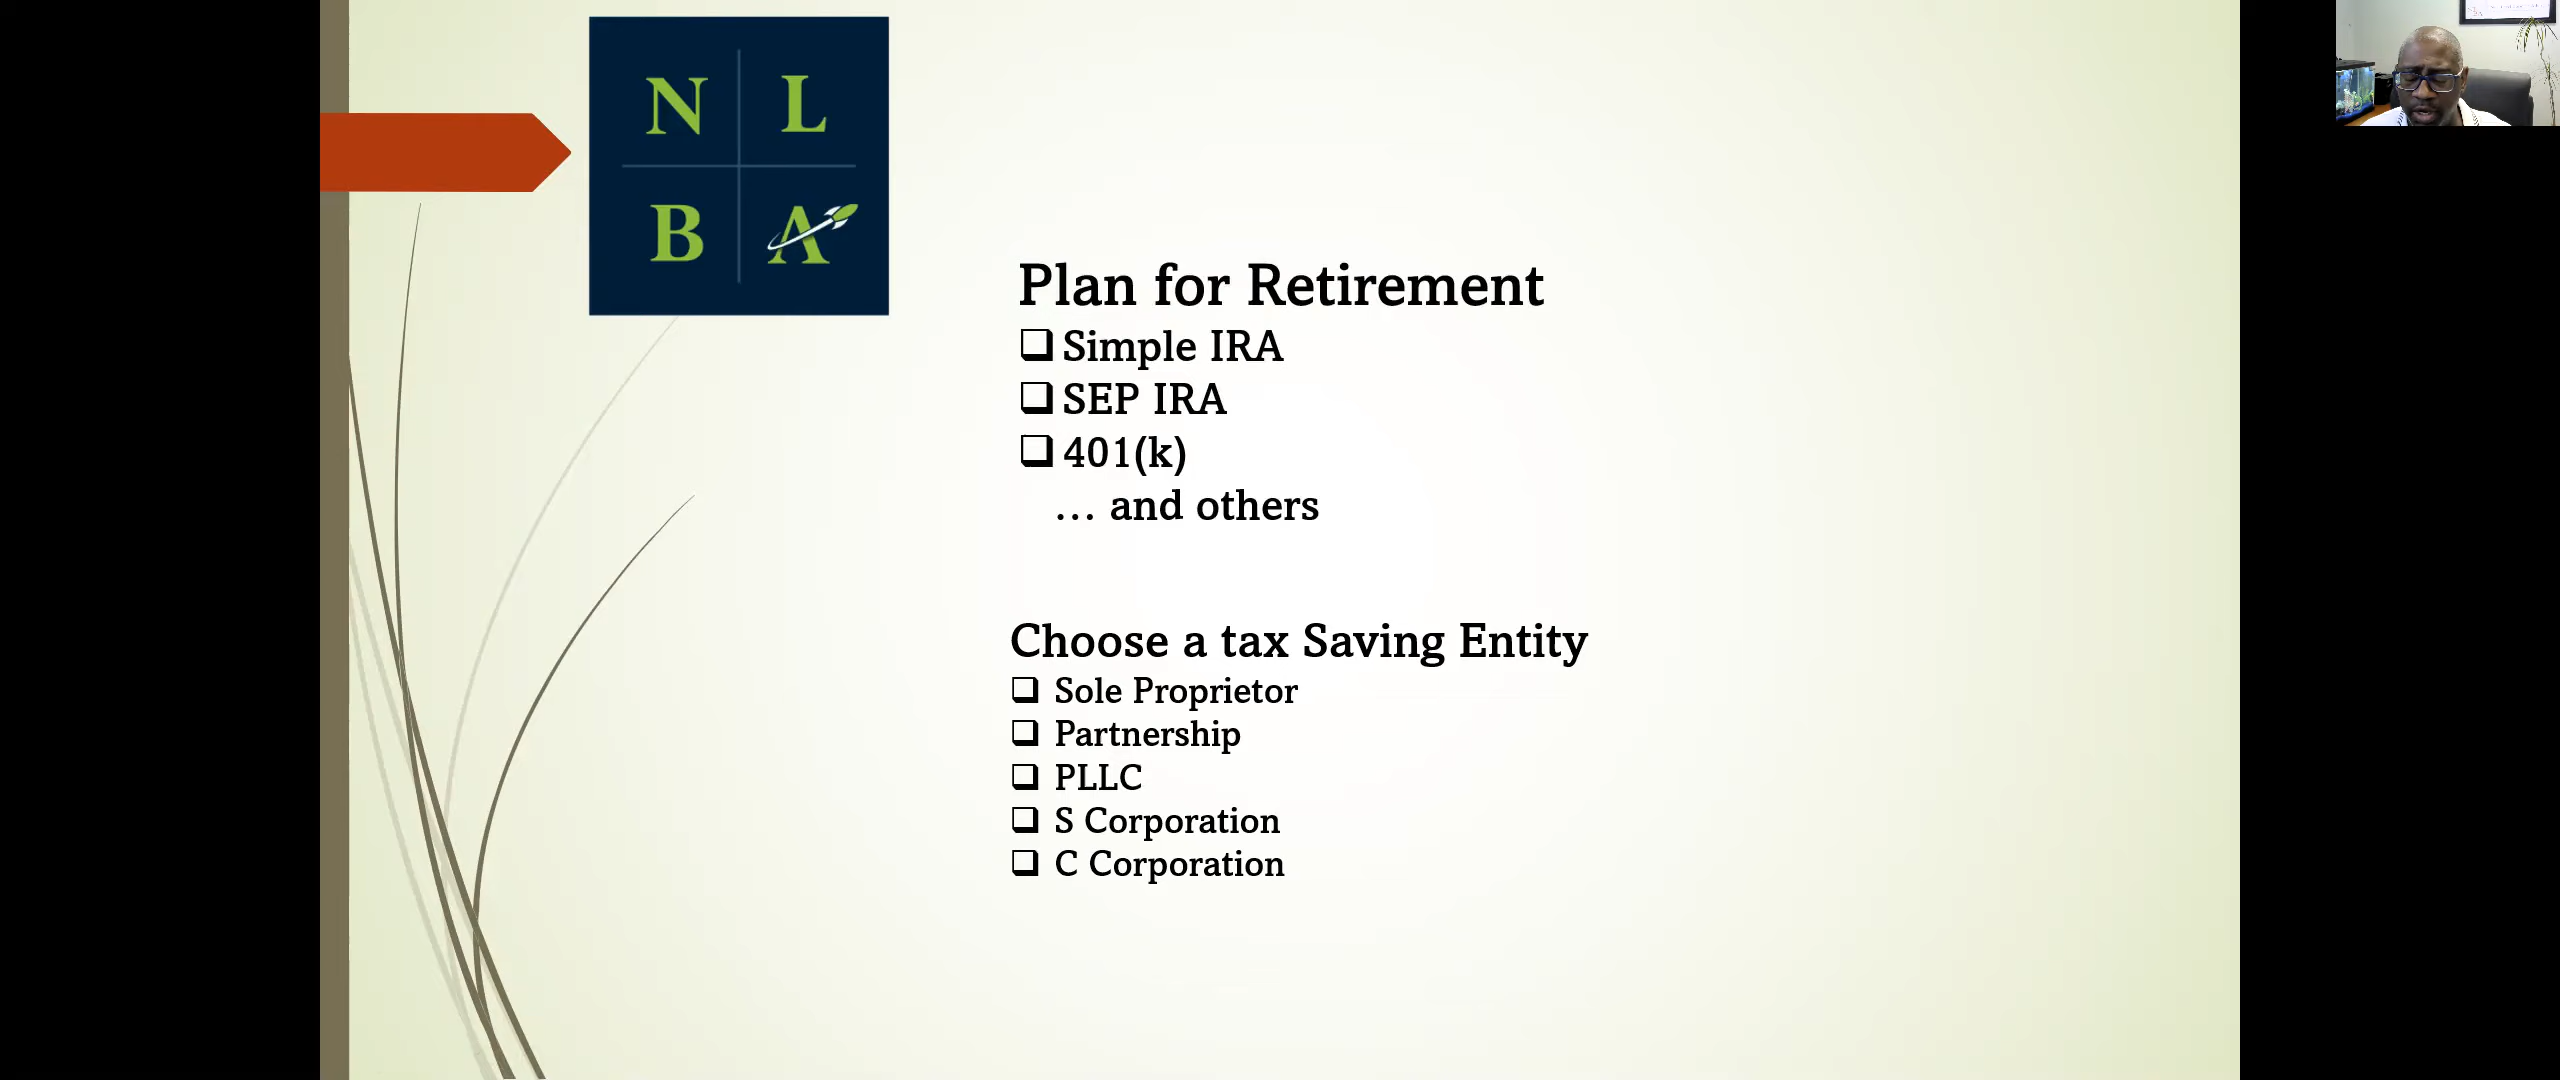 N L
B A
Plan for Retirement
Simple IRA
SEP IRA
401(k)
… and others
Choose a tax Saving Entity
Sole Proprietor
Partnership
PLLC
S Corporation
C Corporation